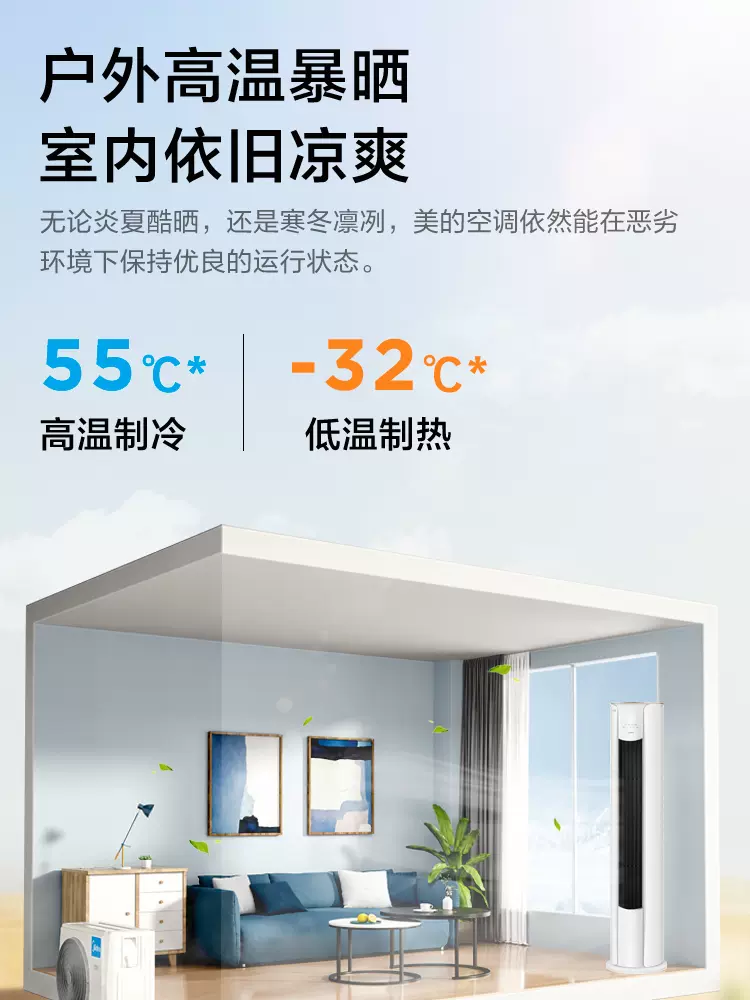 户外高温暴晒
室内依旧凉爽
无论炎夏酷晒，还是寒冬凛冽，美的空调依然能在恶劣
环境下保持优良的运行状态。
55℃* -32℃*
高温制冷 低温制热
Midea